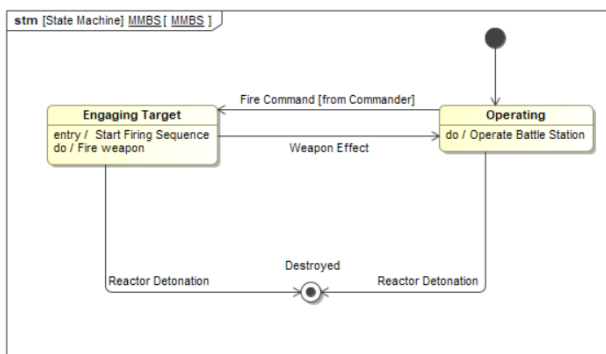 stm [State Machine] MMBS [ MMBS ]
Fire Command [from Commander]
Engaging Target
entry / Start Firing Sequence
do / Fire weapon
Operating
do / Operate Battle Station
Weapon Effect
Destroyed
Reactor Detonation
Reactor Detonation